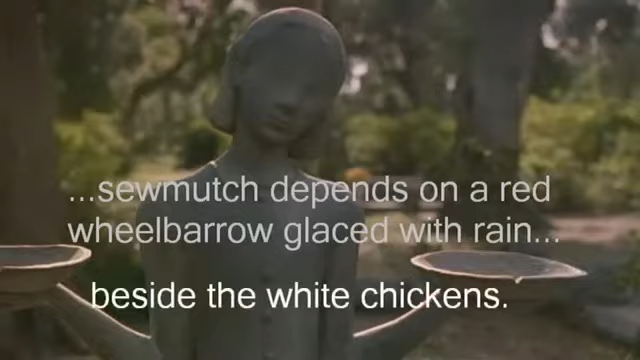 ...sewmutch depends on a red
wheelbarrow glaced with rain...
beside the white chickens.